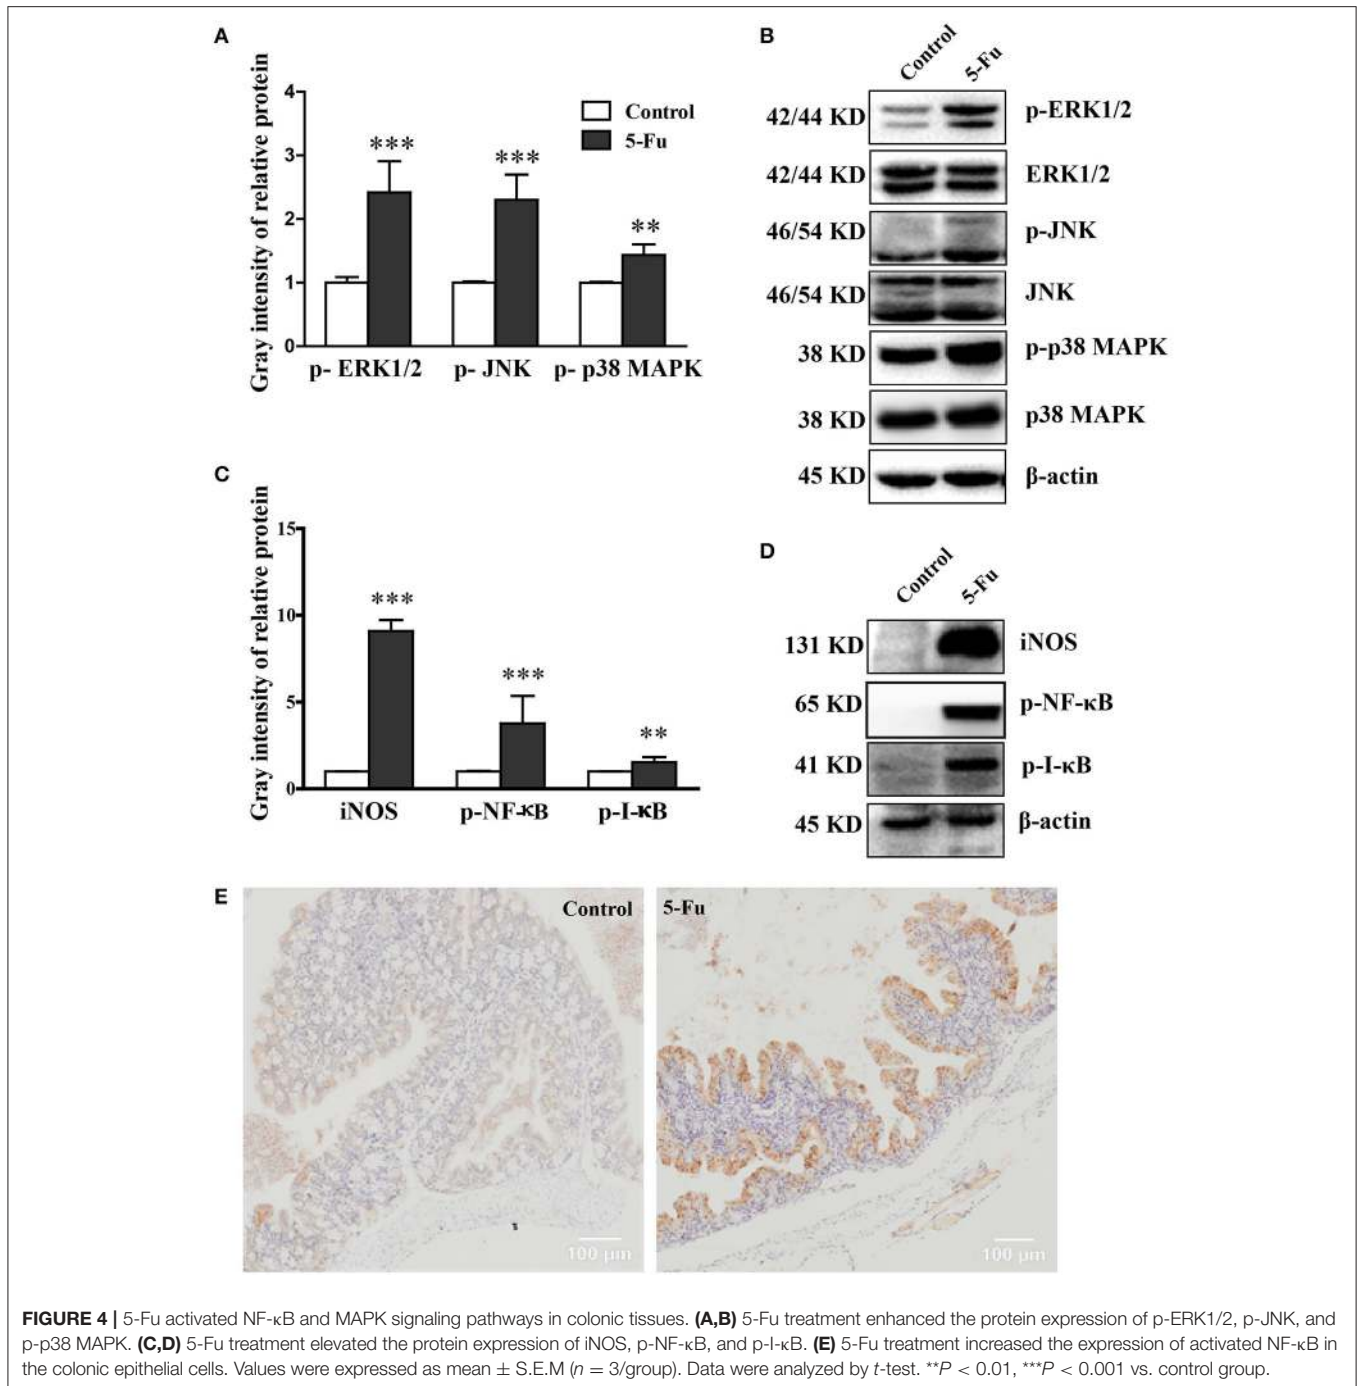 A
Gray intensity of relative protein
4
3
2
1
0
Control
5-Fu
***
***
**
p- ERK1/2 p- JNK p- p38 MAPK
B
Control 5-Fu
42/44 KD p-ERK1/2
42/44 KD ERK1/2
46/54 KD p-JNK
46/54 KD JNK
38 KD p-p38 MAPK
38 KD p38 MAPK
45 KD β-actin
C
Gray intensity of relative protein
15
10
5
0
***
***
**
iNOS p-NF-κB p-I-κB
D
Control 5-Fu
131 KD iNOS
65 KD p-NF-κB
41 KD p-I-κB
45 KD β-actin
E
Control
100 μm
5-Fu
100 μm
FIGURE 4 | 5-Fu activated NF-κB and MAPK signaling pathways in colonic tissues. (A,B) 5-Fu treatment enhanced the protein expression of p-ERK1/2, p-JNK, and
p-p38 MAPK. (C,D) 5-Fu treatment elevated the protein expression of iNOS, p-NF-κB, and p-I-κB. (E) 5-Fu treatment increased the expression of activated NF-κB in
the colonic epithelial cells. Values were expressed as mean ± S.E.M (n = 3/group). Data were analyzed by t-test. **P < 0.01, ***P < 0.001 vs. control group.